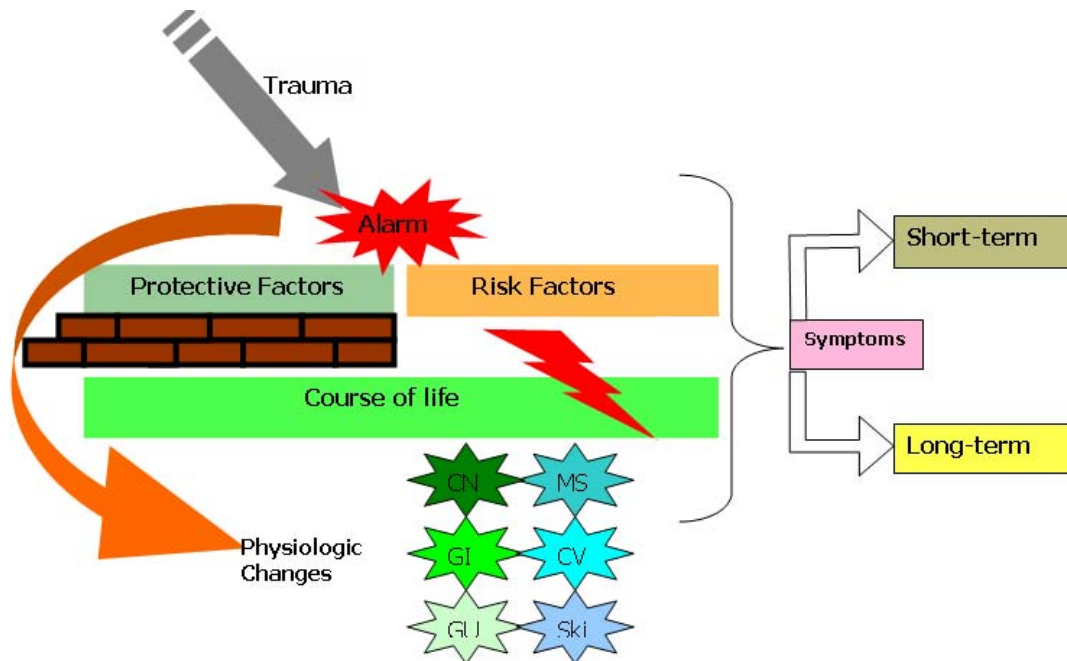 Trauma
Alarm
Protective Factors
Risk Factors
Course of life
CN
MS
GI
CV
GU
Ski
Physiologic
Changes
Short-term
Symptoms
Long-term